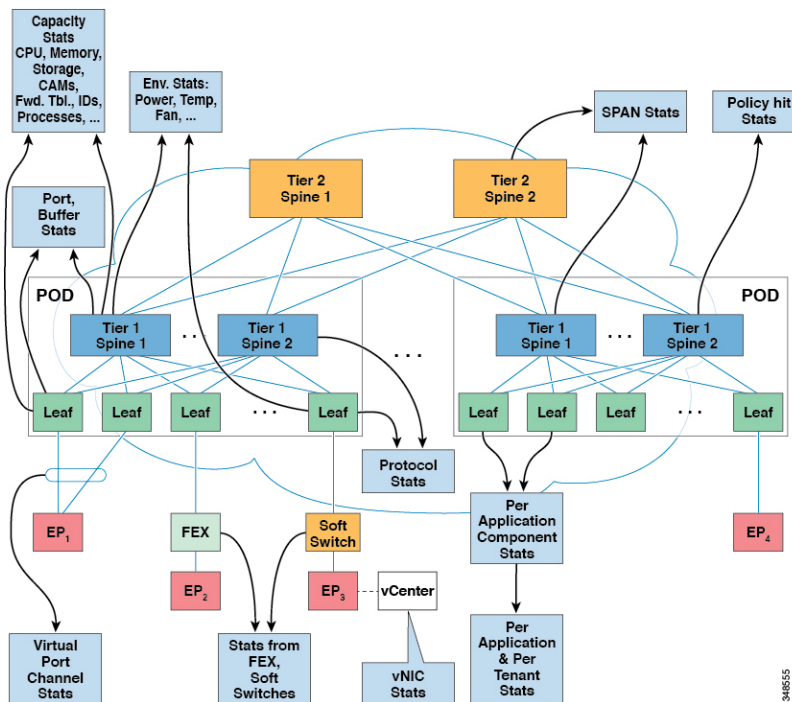 Capacity
Stats
CPU, Memory,
Storage,
CAMs,
Fwd. Tbl., IDs,
Processes, ...
Env. Stats:
Power, Temp,
Fan, ...
SPAN Stats
Policy hit
Stats
Tier 2
Spine 1
Tier 2
Spine 2
Port,
Buffer
Stats
POD
POD
Tier 1
Spine 1
. .
Tier 1
Spine 2
. . .
Tier 1
Spine 1
. . .
Tier 1
Spine 2
Leaf
Leaf
Leaf
. . .
Leaf
Leaf
Leaf
Leaf
. . .
Leaf
Protocol
Stats
EP1
FEX
Soft
Switch
Per
Application
Component
Stats
EP4
EP2
EP3
vCenter
Virtual
Port
Channel
Stats
Stats from
FEX,
Soft
Switches
vNIC
Stats
Per
Application
& Per
Tenant
Stats
348555